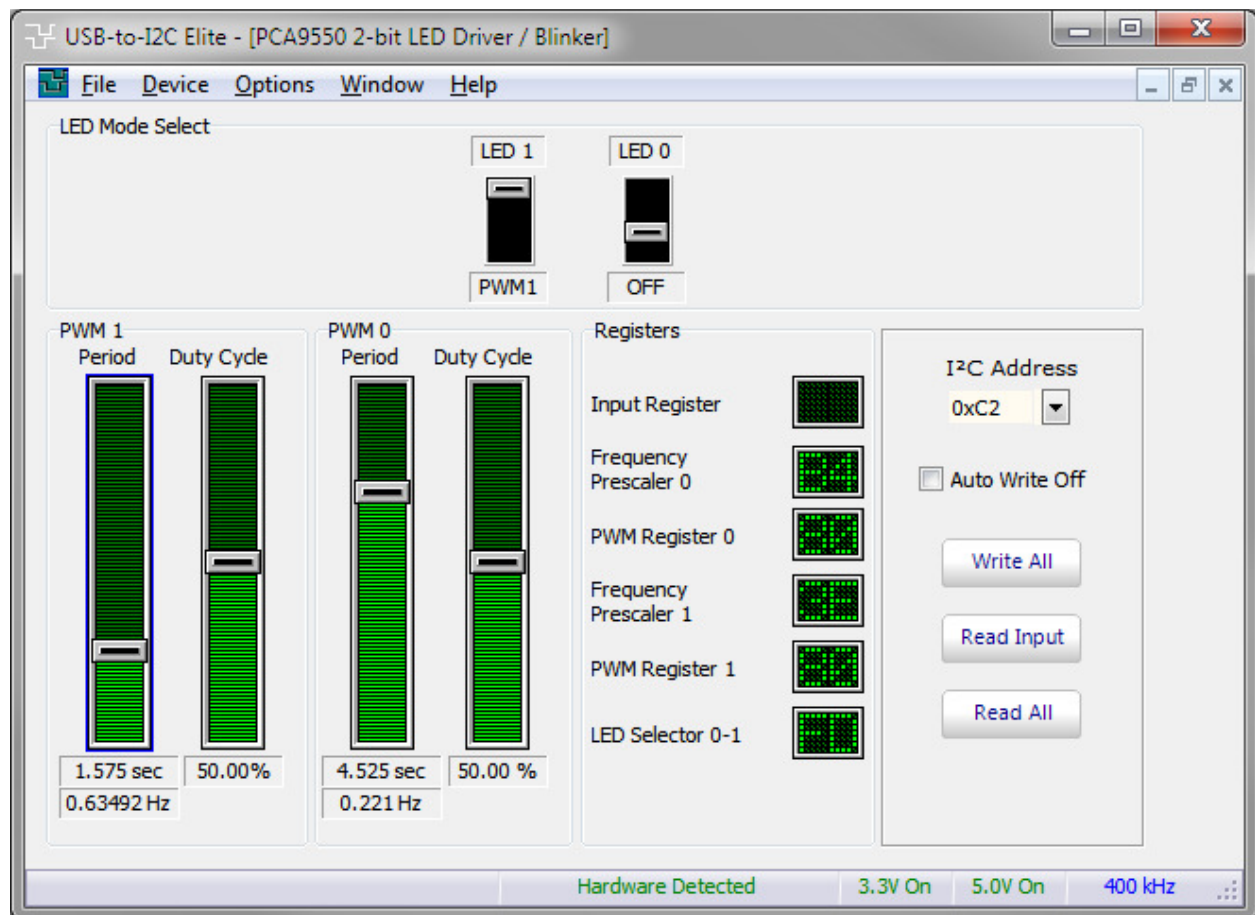 USB-to-I2C Elite - [PCA9550 2-bit LED Driver / Blinker]
File Device Options Window Help
LED Mode Select
LED 1 LED 0
PWM1 OFF
PWM 1 PWM 0 Registers
Period Duty Cycle Period Duty Cycle
I²C Address
Input Register 0xC2
Frequency
Prescaler 0
Auto Write Off
PWM Register 0
Write All
Frequency
Prescaler 1
Read Input
PWM Register 1
Read All
LED Selector 0-1
1.575 sec 50.00% 4.525 sec 50.00 %
0.63492 Hz 0.221 Hz
Hardware Detected 3.3V On 5.0V On 400 kHz